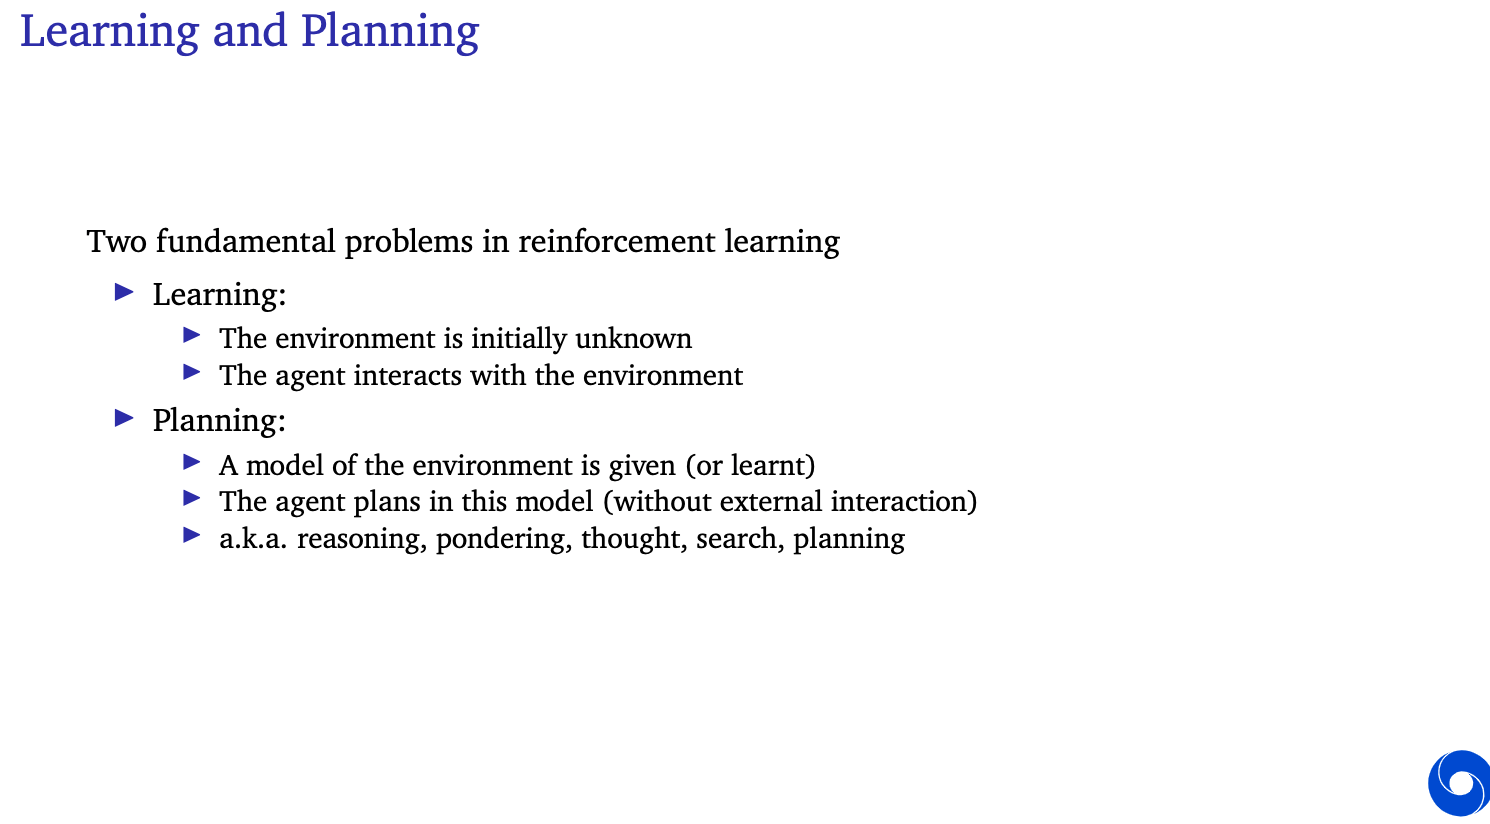 Learning and Planning
Two fundamental problems in reinforcement learning
Learning:
The environment is initially unknown
The agent interacts with the environment
Planning:
A model of the environment is given (or learnt)
The agent plans in this model (without external interaction)
a.k.a. reasoning, pondering, thought, search, planning